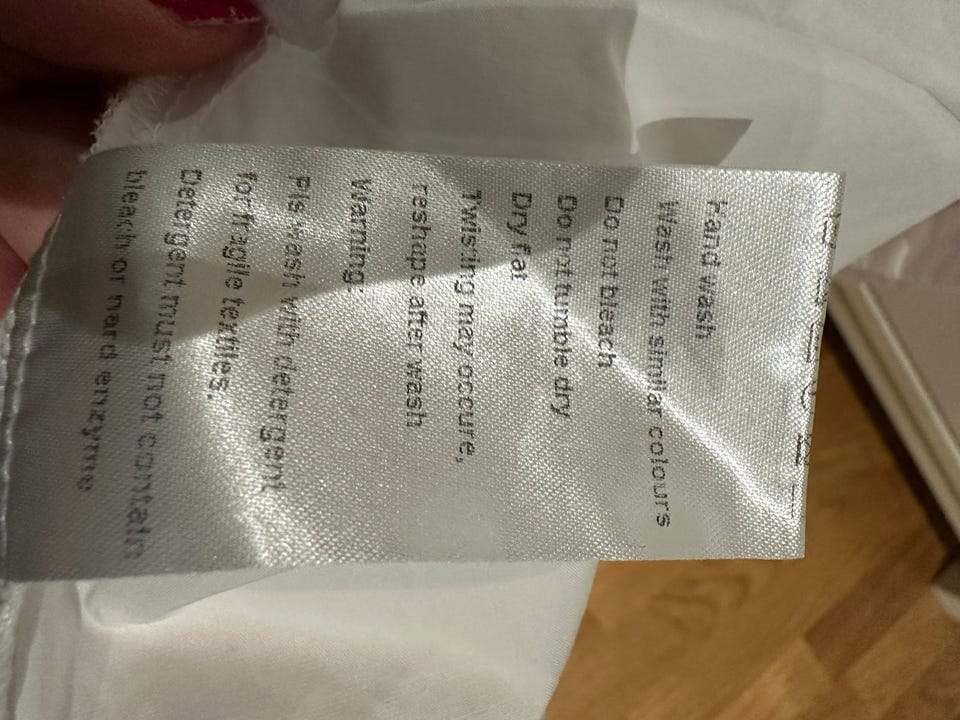 Hand wash
Wash with similar colours
Do not bleach
Do not tumble dry
Dry flat
Twisting may occure,
reshape after wash
Warning:
Pls wash with detergent
for fragile textiles.
Detergent must not contain
bleach or hard enzyme